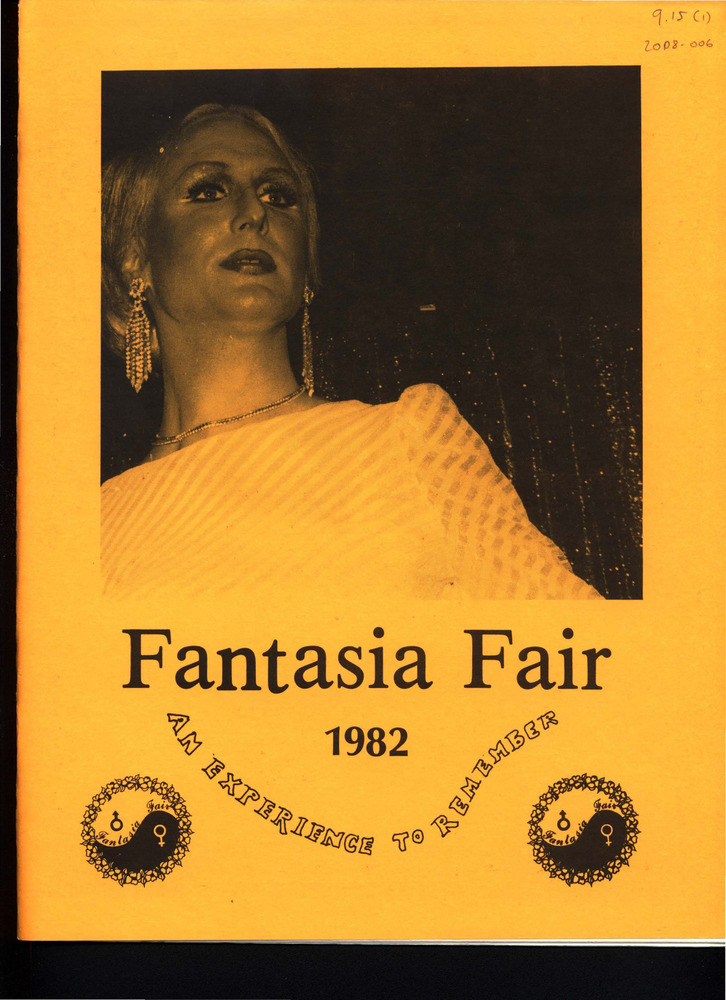 9.15 (1)
2008-006
Fantasia Fair
1982
AN EXPERIENCE TO REMEMBER
Fantasia Fair
Fantasia Fair